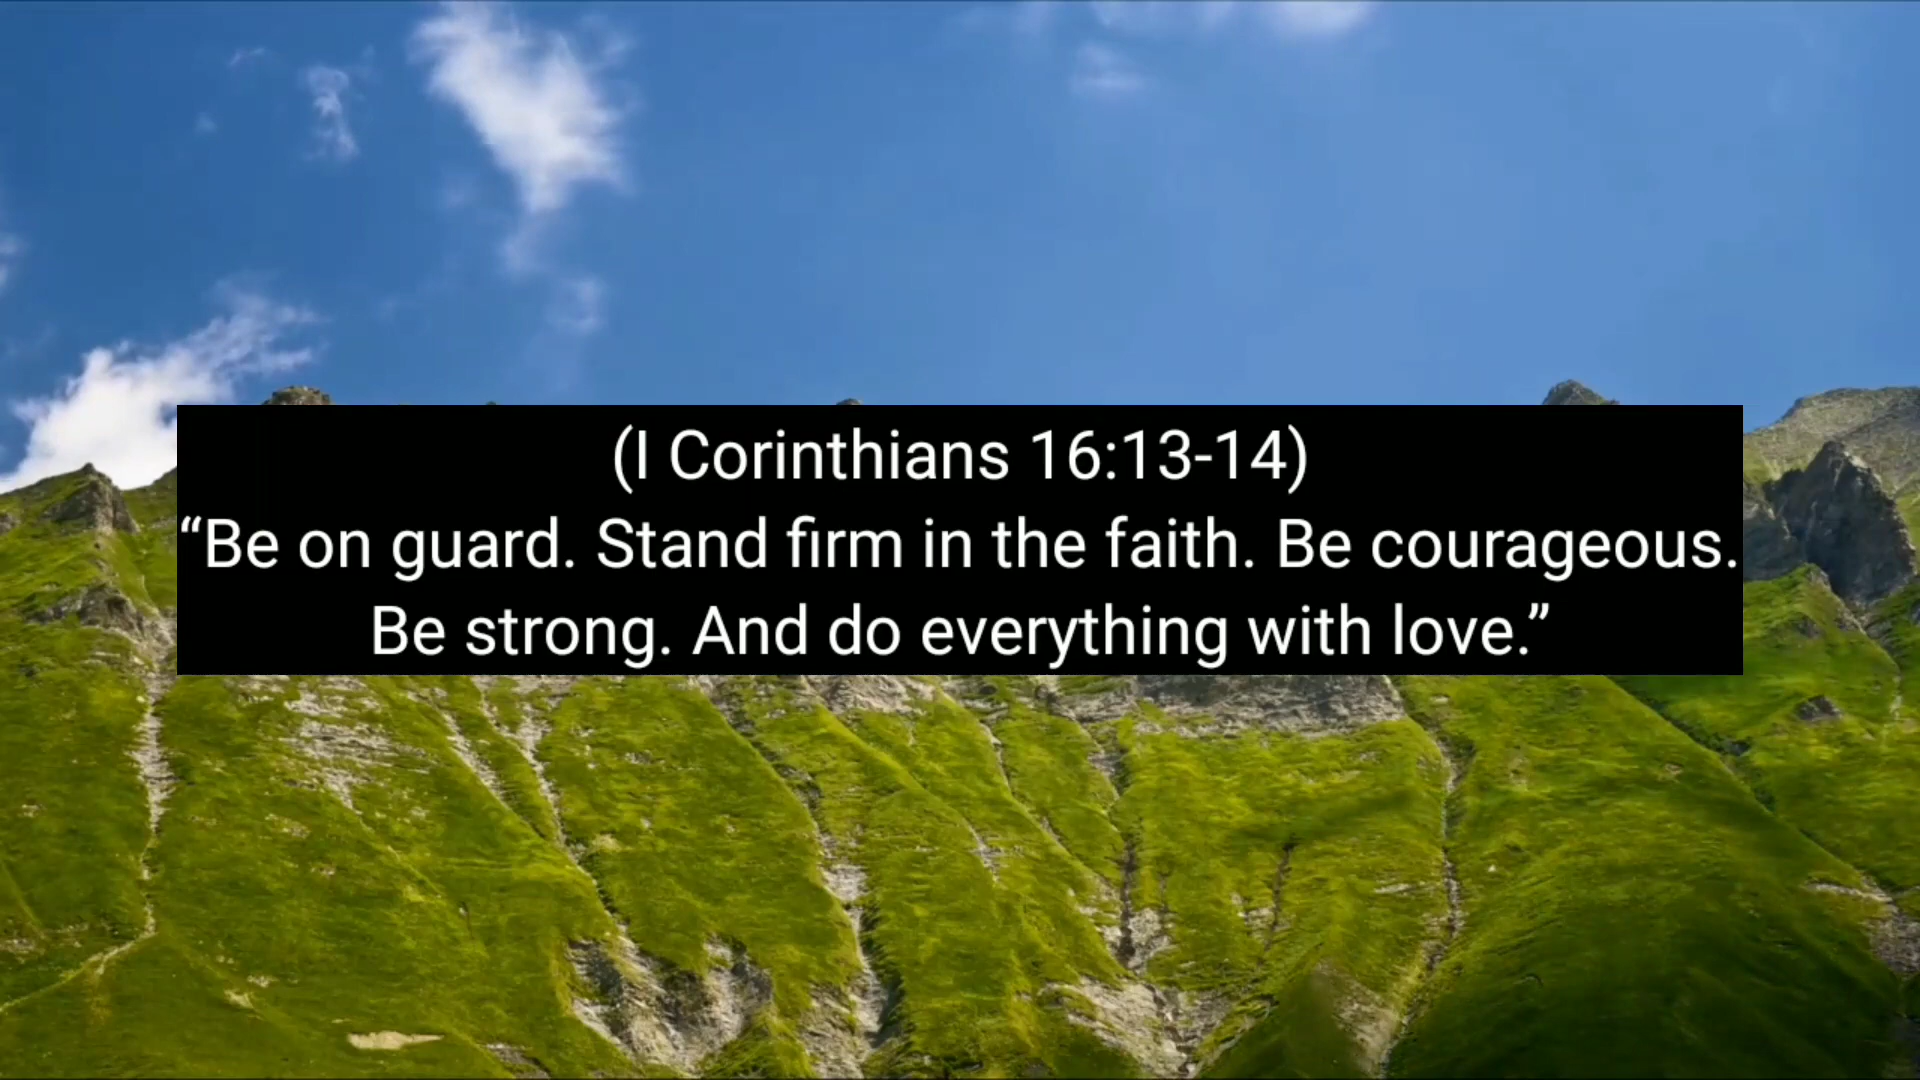 (I Corinthians 16:13-14)
“Be on guard. Stand firm in the faith. Be courageous.
Be strong. And do everything with love.”